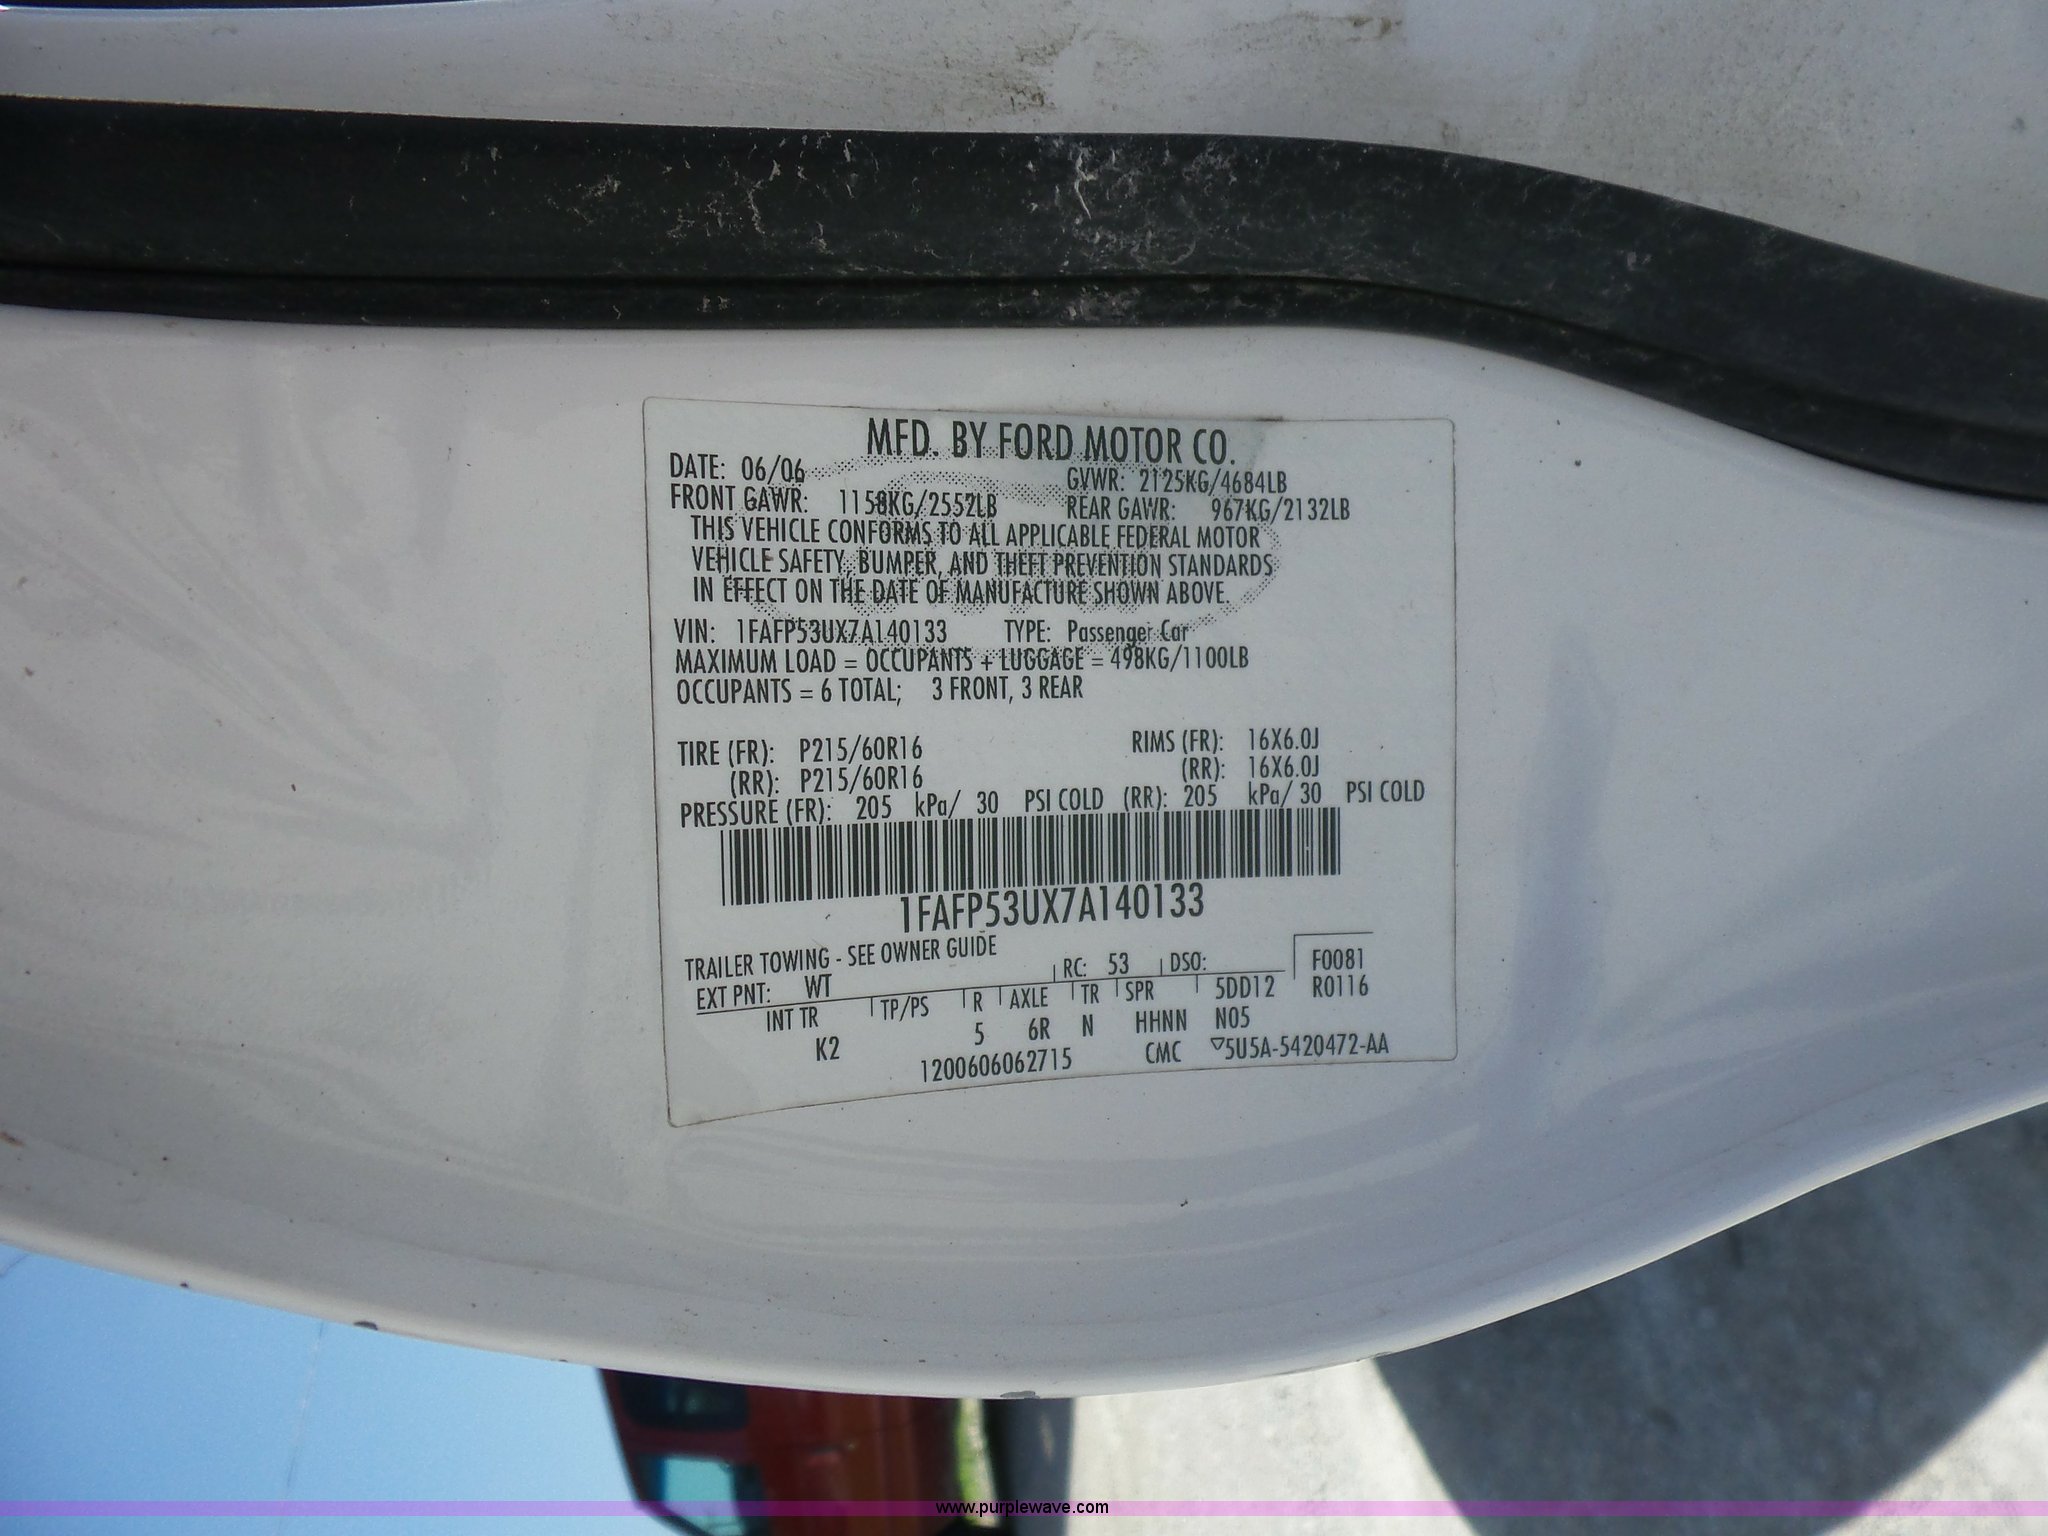 MFD. BY FORD MOTOR CO.
DATE: 06/06 GVWR: 2125KG/4684LB
FRONT GAWR: 1158KG/2552LB REAR GAWR: 967KG/2132LB
THIS VEHICLE CONFORMS TO ALL APPLICABLE FEDERAL MOTOR
VEHICLE SAFETY, BUMPER, AND THEFT PREVENTION STANDARDS
IN EFFECT ON THE DATE OF MANUFACTURE SHOWN ABOVE.
VIN: 1FAFP53UX7A140133 TYPE: Passenger Car
MAXIMUM LOAD = OCCUPANTS + LUGGAGE = 498KG/1100LB
OCCUPANTS = 6 TOTAL; 3 FRONT, 3 REAR
TIRE (FR): P215/60R16 RIMS (FR): 16X6.0J
(RR): P215/60R16 (RR): 16X6.0J
PRESSURE (FR): 205 kPa/ 30 PSI COLD (RR): 205 kPa/ 30 PSI COLD
1FAFP53UX7A140133
TRAILER TOWING - SEE OWNER GUIDE
EXT PNT: WT RC: 53 DSO: F0081
INT TR TP/PS R AXLE TR SPR 5DD12 R0116
K2 5 6R N HHNN N05
1200606062715 CMC ▽5U5A-5420472-AA
www.purplewave.com